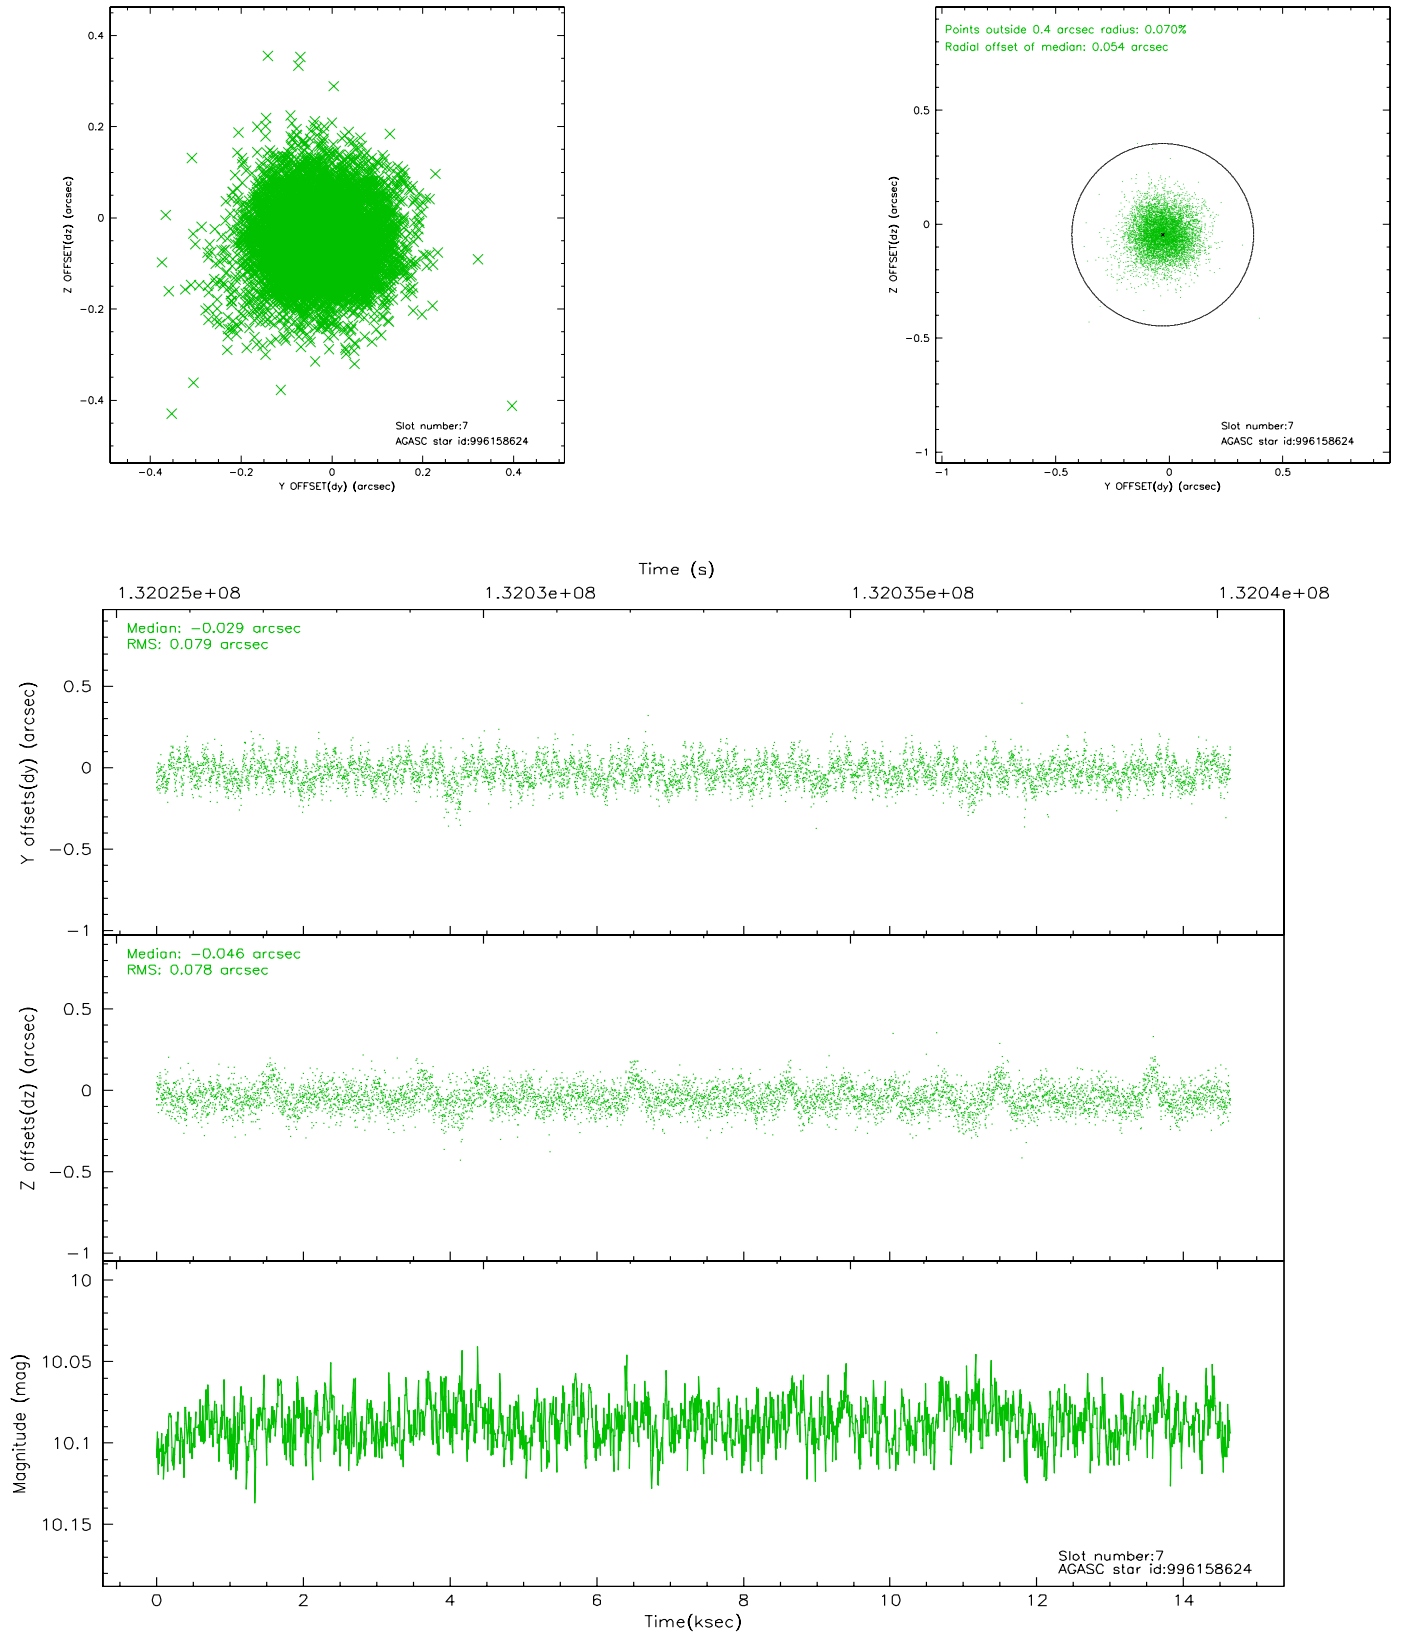 0.4
0.2
0
−0.2
−0.4
Z OFFSET(dz) (arcsec)
Slot number:7
AGASC star id:996158624
−0.4 −0.2 0 0.2 0.4
Y OFFSET(dy) (arcsec)
Points outside 0.4 arcsec radius: 0.070%
Radial offset of median: 0.054 arcsec
0.5
0
−0.5
−1
Z OFFSET(dz) (arcsec)
Slot number:7
AGASC star id:996158624
−1 −0.5 0 0.5
Y OFFSET(dy) (arcsec)
Time (s)
1.32025e+08 1.3203e+08 1.32035e+08 1.3204e+08
Median: −0.029 arcsec
RMS: 0.079 arcsec
0.5
0
−0.5
−1
Y offsets(dy) (arcsec)
Median: −0.046 arcsec
RMS: 0.078 arcsec
0.5
0
−0.5
−1
Z offsets(dz) (arcsec)
10
10.05
10.1
10.15
Magnitude (mag)
Slot number:7
AGASC star id:996158624
0 2 4 6 8 10 12 14
Time(ksec)